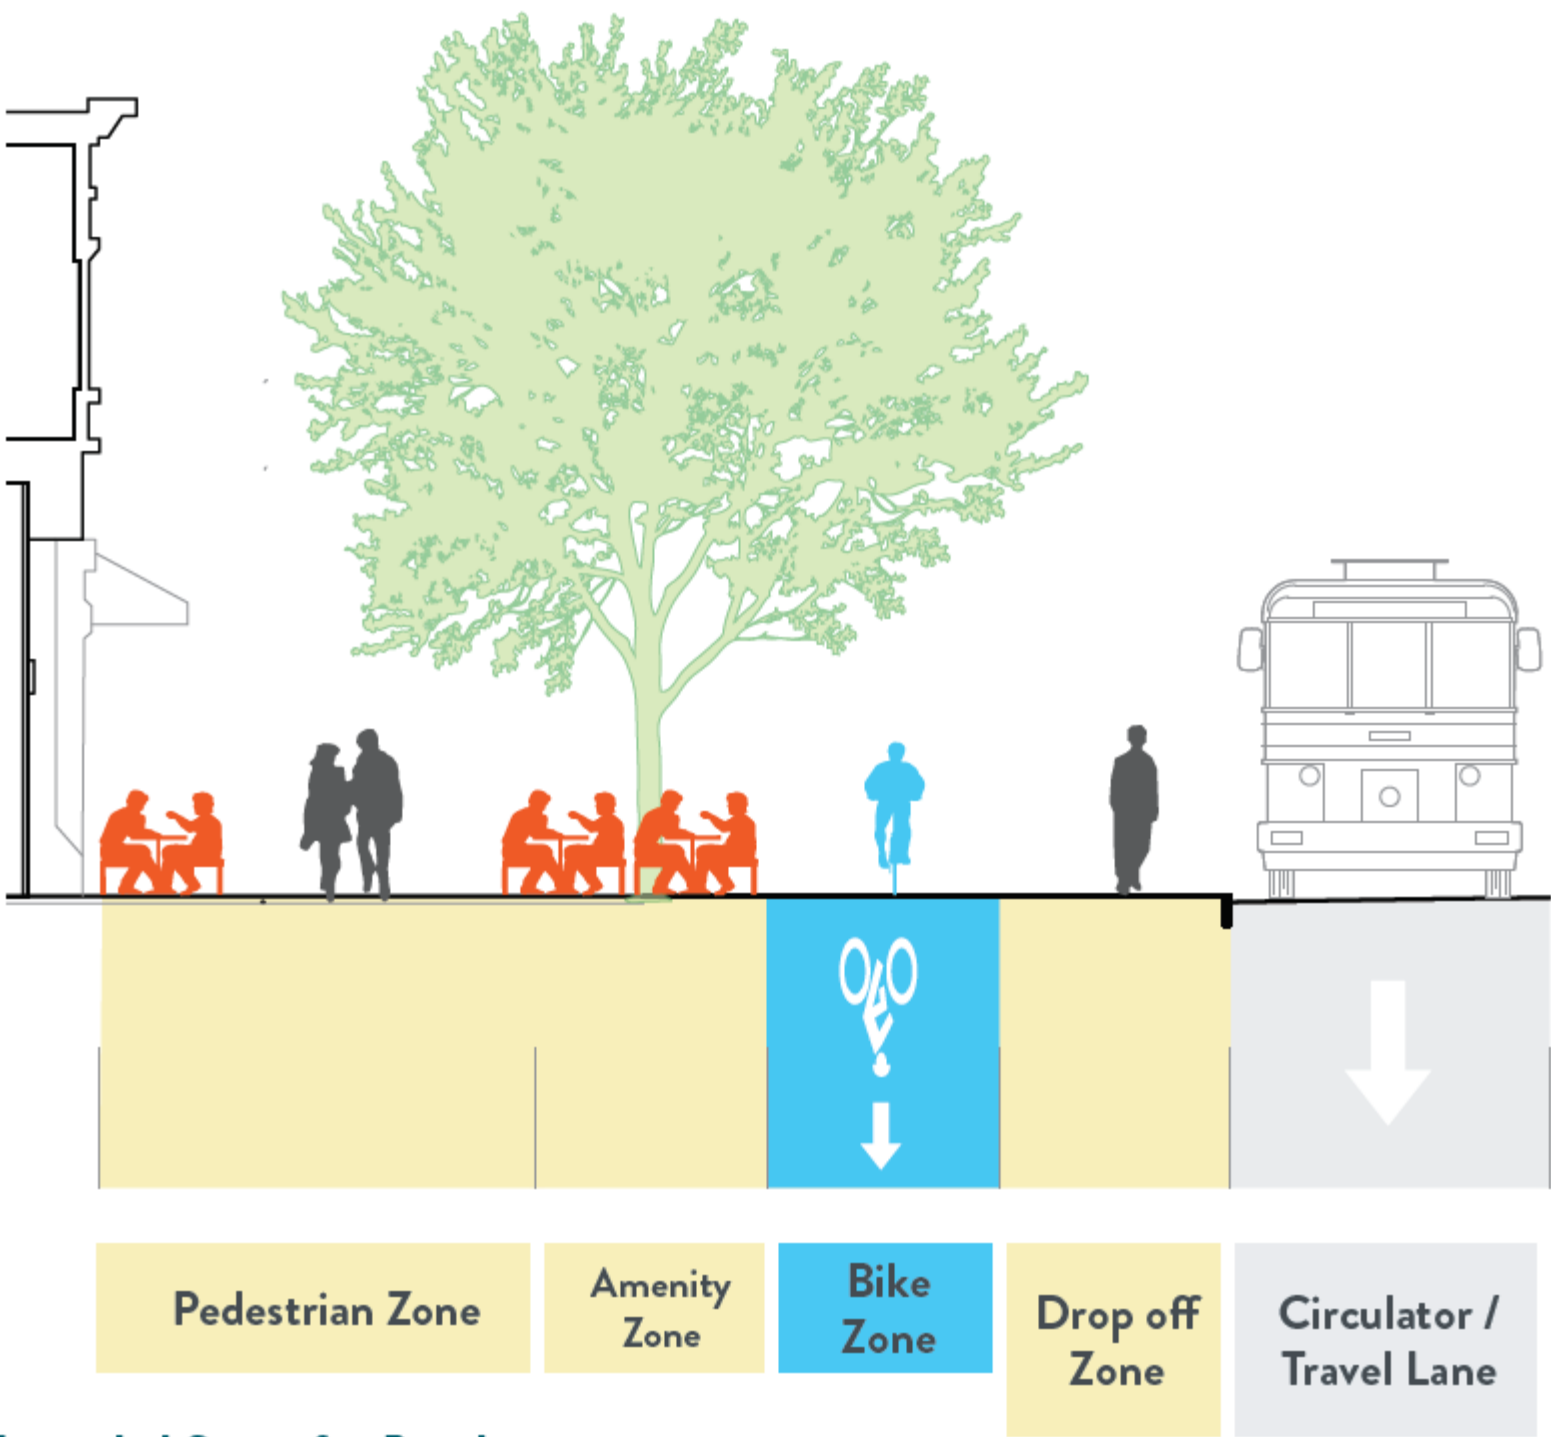 Pedestrian Zone
Amenity
Zone
Bike
Zone
Drop off
Zone
Circulator /
Travel Lane